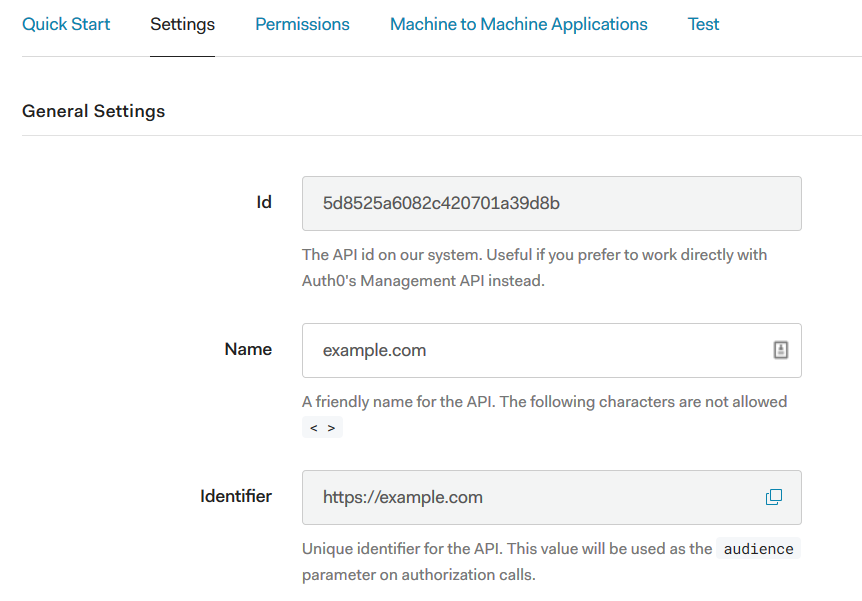 Quick Start Settings Permissions Machine to Machine Applications Test
General Settings
Id 5d8525a6082c420701a39d8b
The API id on our system. Useful if you prefer to work directly with
Auth0's Management API instead.
Name example.com
A friendly name for the API. The following characters are not allowed
< >
Identifier https://example.com
Unique identifier for the API. This value will be used as the audience
parameter on authorization calls.